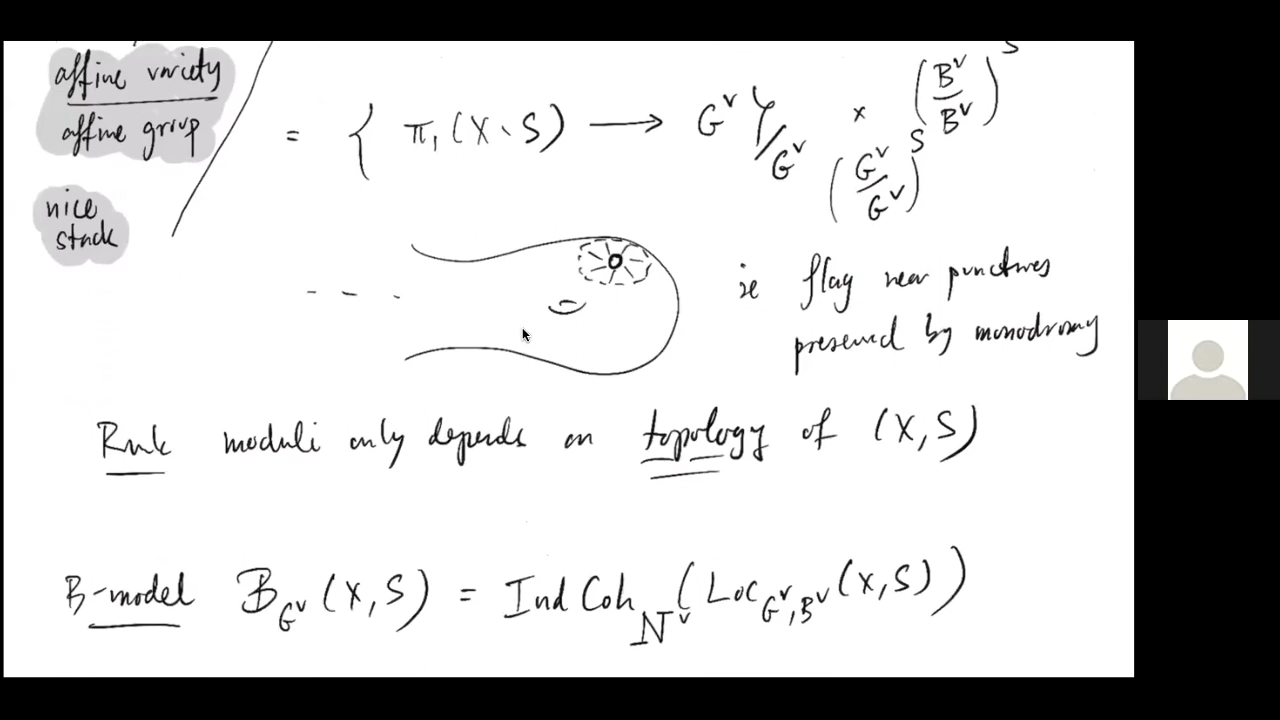 affine variety
affine group
nice
stack
= { π₁(X∖S) ⟶ G^∨ } / G^∨ × _{(G^∨/G^∨)^S} (B^∨/B^∨)^S
ie flag near punctures
preserved by monodromy
Rmk moduli only depends on topology of (X,S)
B-model B_{G^∨}(X,S) = IndCoh_{N^∨}(Loc_{G^∨,B^∨}(X,S))